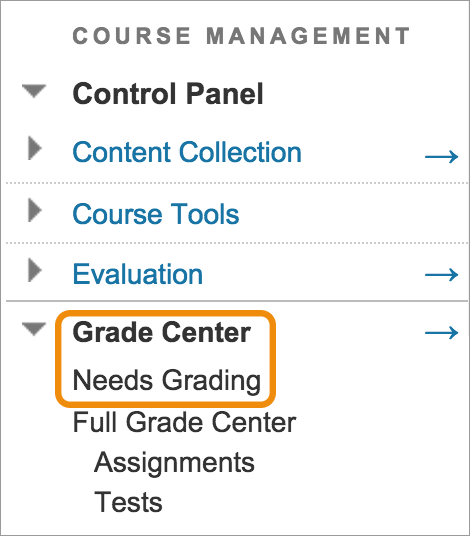 COURSE MANAGEMENT
Control Panel
Content Collection
Course Tools
Evaluation
Grade Center
Needs Grading
Full Grade Center
Assignments
Tests